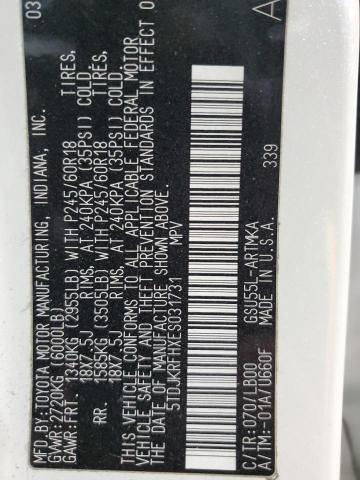 03
MFD.BY:TOYOTA MOTOR MANUFACTURING, INDIANA, INC.
GVWR: 2720KG (6000LB)
GAWR:FRT. 1340KG (2955LB) WITH P245/60R18 TIRES,
18X7.5J RIMS, AT 240KPA (35PSI) COLD
RR. 1385KG (3505LB) WITH P245/60R18 TIRES,
18X7.5J RIMS, AT 240KPA (35PSI) COLD
THIS VEHICLE CONFORMS TO ALL APPLICABLE FEDERAL MOTOR
VEHICLE SAFETY AND THEFT PREVENTION STANDARDS IN EFFECT O
THE DATE OF MANUFACTURE SHOWN ABOVE.
5TDJKRFHXES031731 MPV
A
339
C/TR:070/LB00 GSU55L-ARTMKA
A/TM:-01A/U660F MADE IN U.S.A.